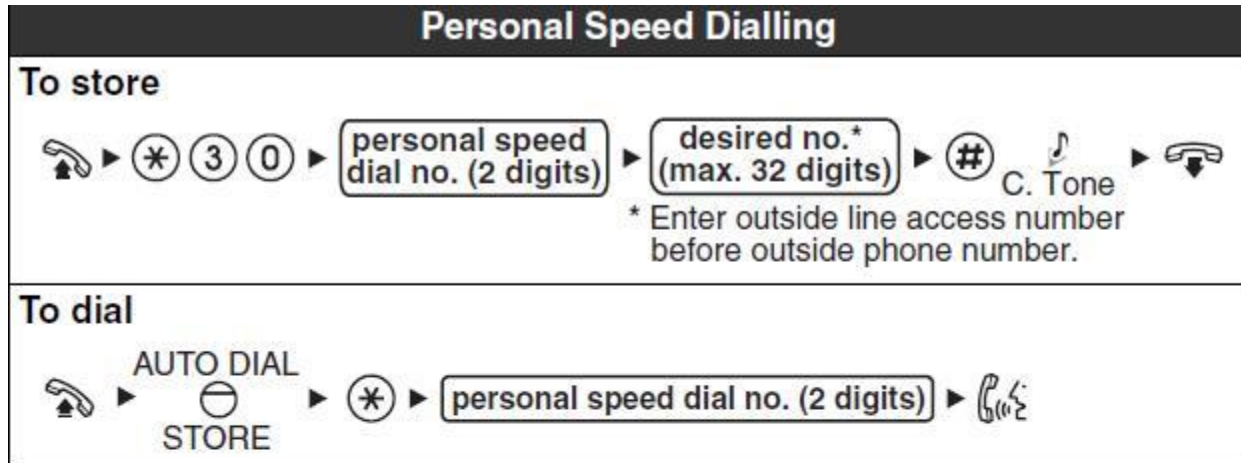 Personal Speed Dialling
To store
* 3 0 personal speed dial no. (2 digits) desired no.* (max. 32 digits) # C. Tone
* Enter outside line access number
before outside phone number.
To dial
AUTO DIAL
STORE
* personal speed dial no. (2 digits)